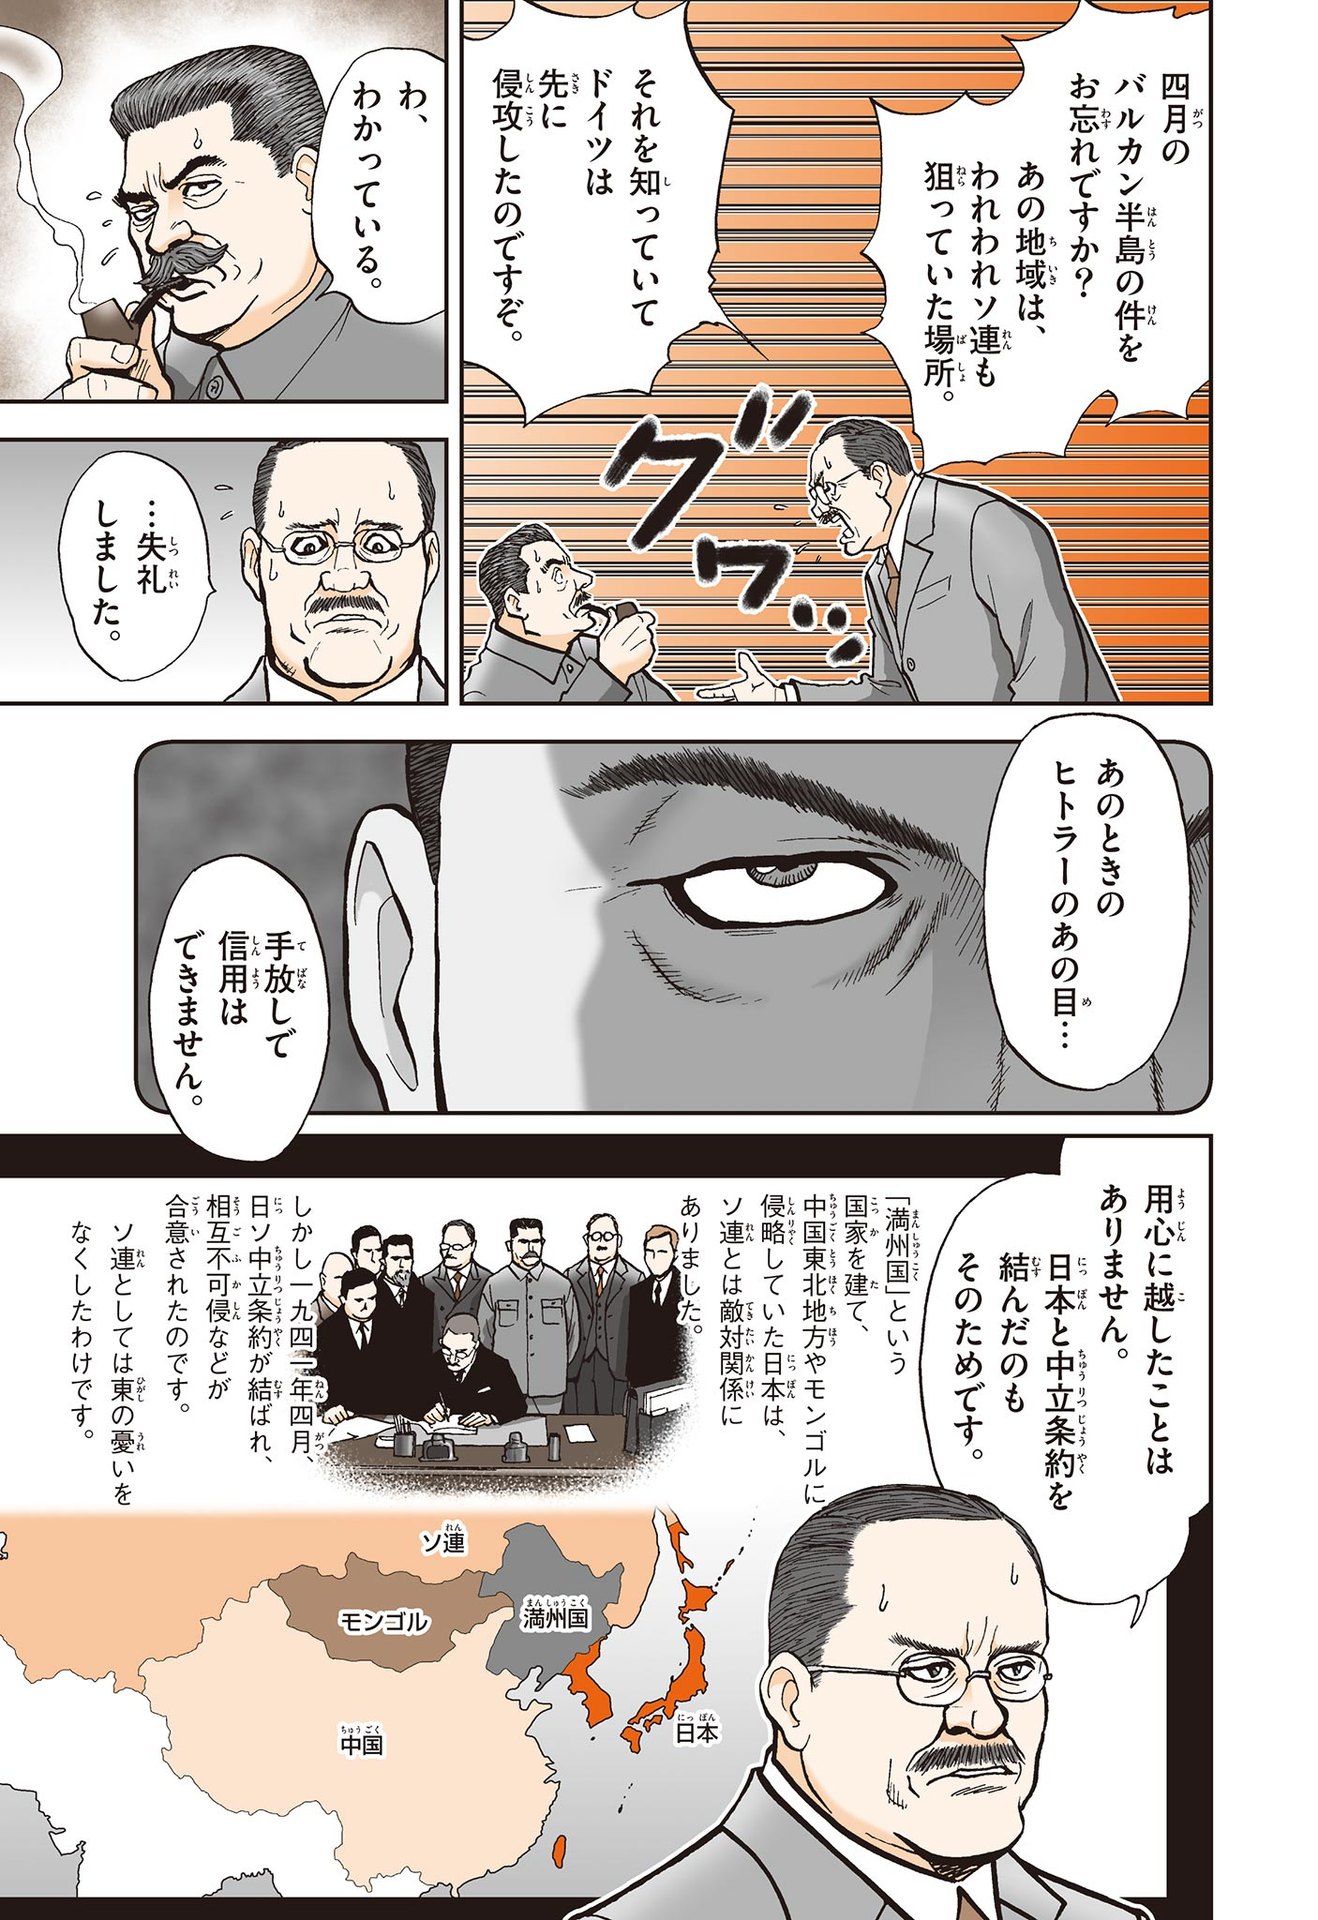 四月の
バルカン半島の件を
お忘れですか?
あの地域は、
われわれソ連も
狙っていた場所。
それを知っていて
ドイツは
先に
侵攻したのですぞ。
グワッ
わ、
わかっている。
…失礼
しました。
あのときの
ヒトラーのあの目…
手放しで
信用は
できません。
用心に越したことは
ありません。
日本と中立条約を
結んだのも
そのためです。
「満州国」という
国家を建て、
中国東北地方やモンゴルに
侵略していた日本は、
ソ連とは敵対関係に
ありました。
しかし一九四一年四月、
日ソ中立条約が結ばれ、
相互不可侵などが
合意されたのです。
ソ連としては東の憂いを
なくしたわけです。
ソ連
モンゴル
満州国
中国
日本